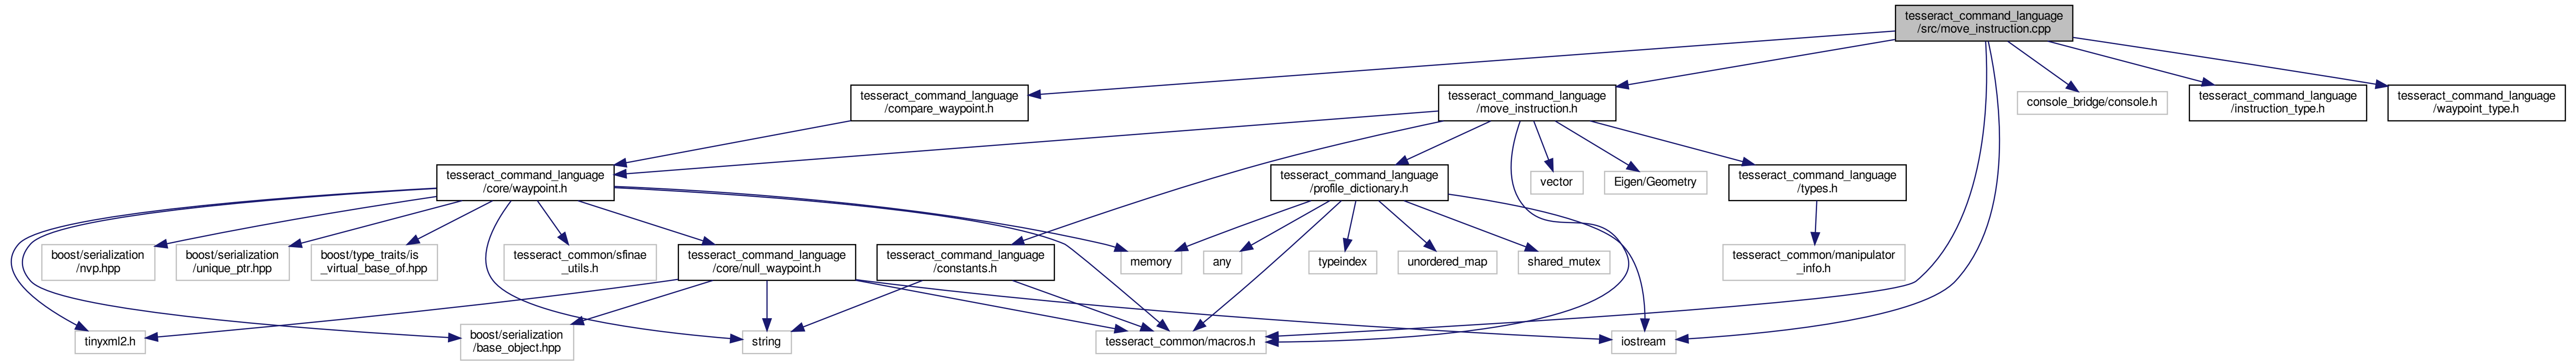 tesseract_command_language
/src/move_instruction.cpp
tesseract_command_language
/compare_waypoint.h
tesseract_command_language
/move_instruction.h
console_bridge/console.h
tesseract_command_language
/instruction_type.h
tesseract_command_language
/waypoint_type.h
tesseract_command_language
/core/waypoint.h
tesseract_command_language
/profile_dictionary.h
vector
Eigen/Geometry
tesseract_command_language
/types.h
boost/serialization
/nvp.hpp
boost/serialization
/unique_ptr.hpp
boost/type_traits/is
_virtual_base_of.hpp
tesseract_common/sfinae
_utils.h
tesseract_command_language
/core/null_waypoint.h
tesseract_command_language
/constants.h
memory
any
typeindex
unordered_map
shared_mutex
tesseract_common/manipulator
_info.h
tinyxml2.h
boost/serialization
/base_object.hpp
string
tesseract_common/macros.h
iostream